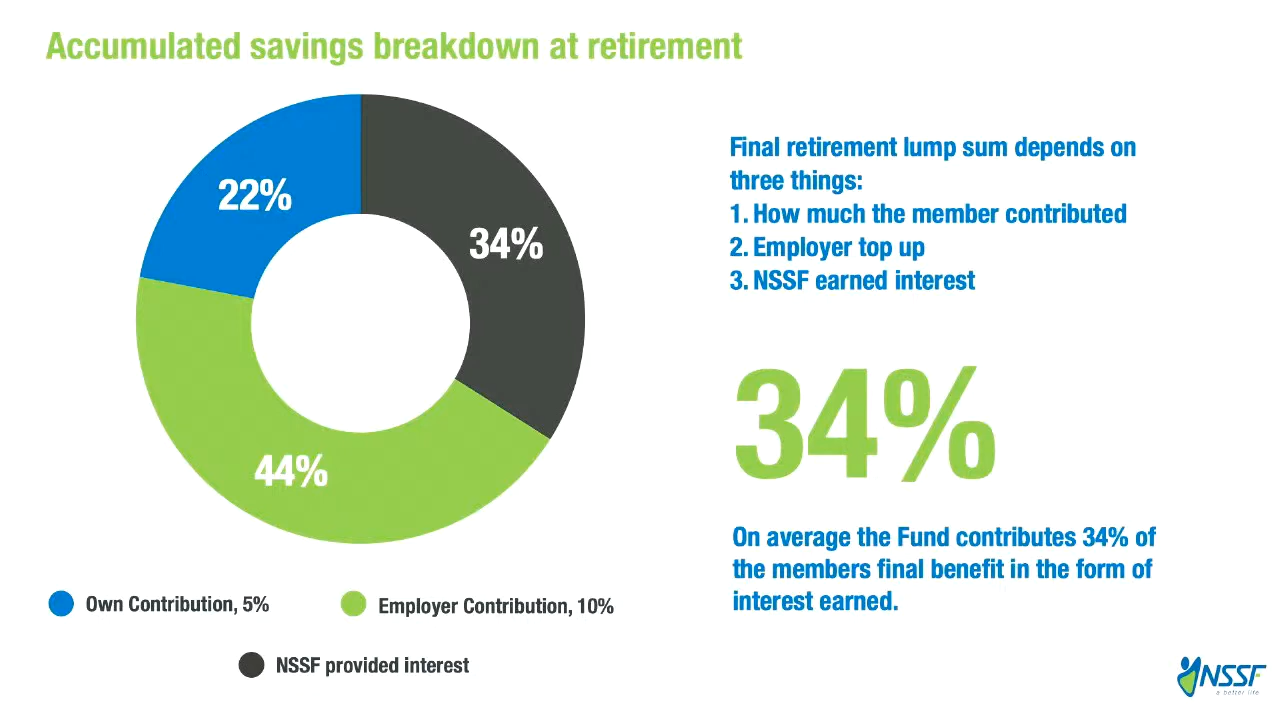 Accumulated savings breakdown at retirement
22%
34%
44%
Own Contribution, 5%
Employer Contribution, 10%
NSSF provided interest
Final retirement lump sum depends on
three things:
1. How much the member contributed
2. Employer top up
3. NSSF earned interest
34%
On average the Fund contributes 34% of
the members final benefit in the form of
interest earned.
NSSF
a better life